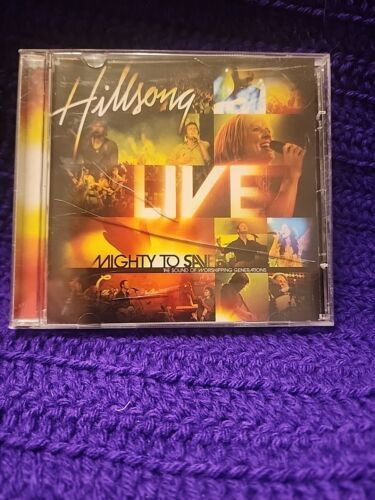 Hillsong
LIVE
MIGHTY TO SAVE
THE SOUND OF WORSHIPPING GENERATIONS